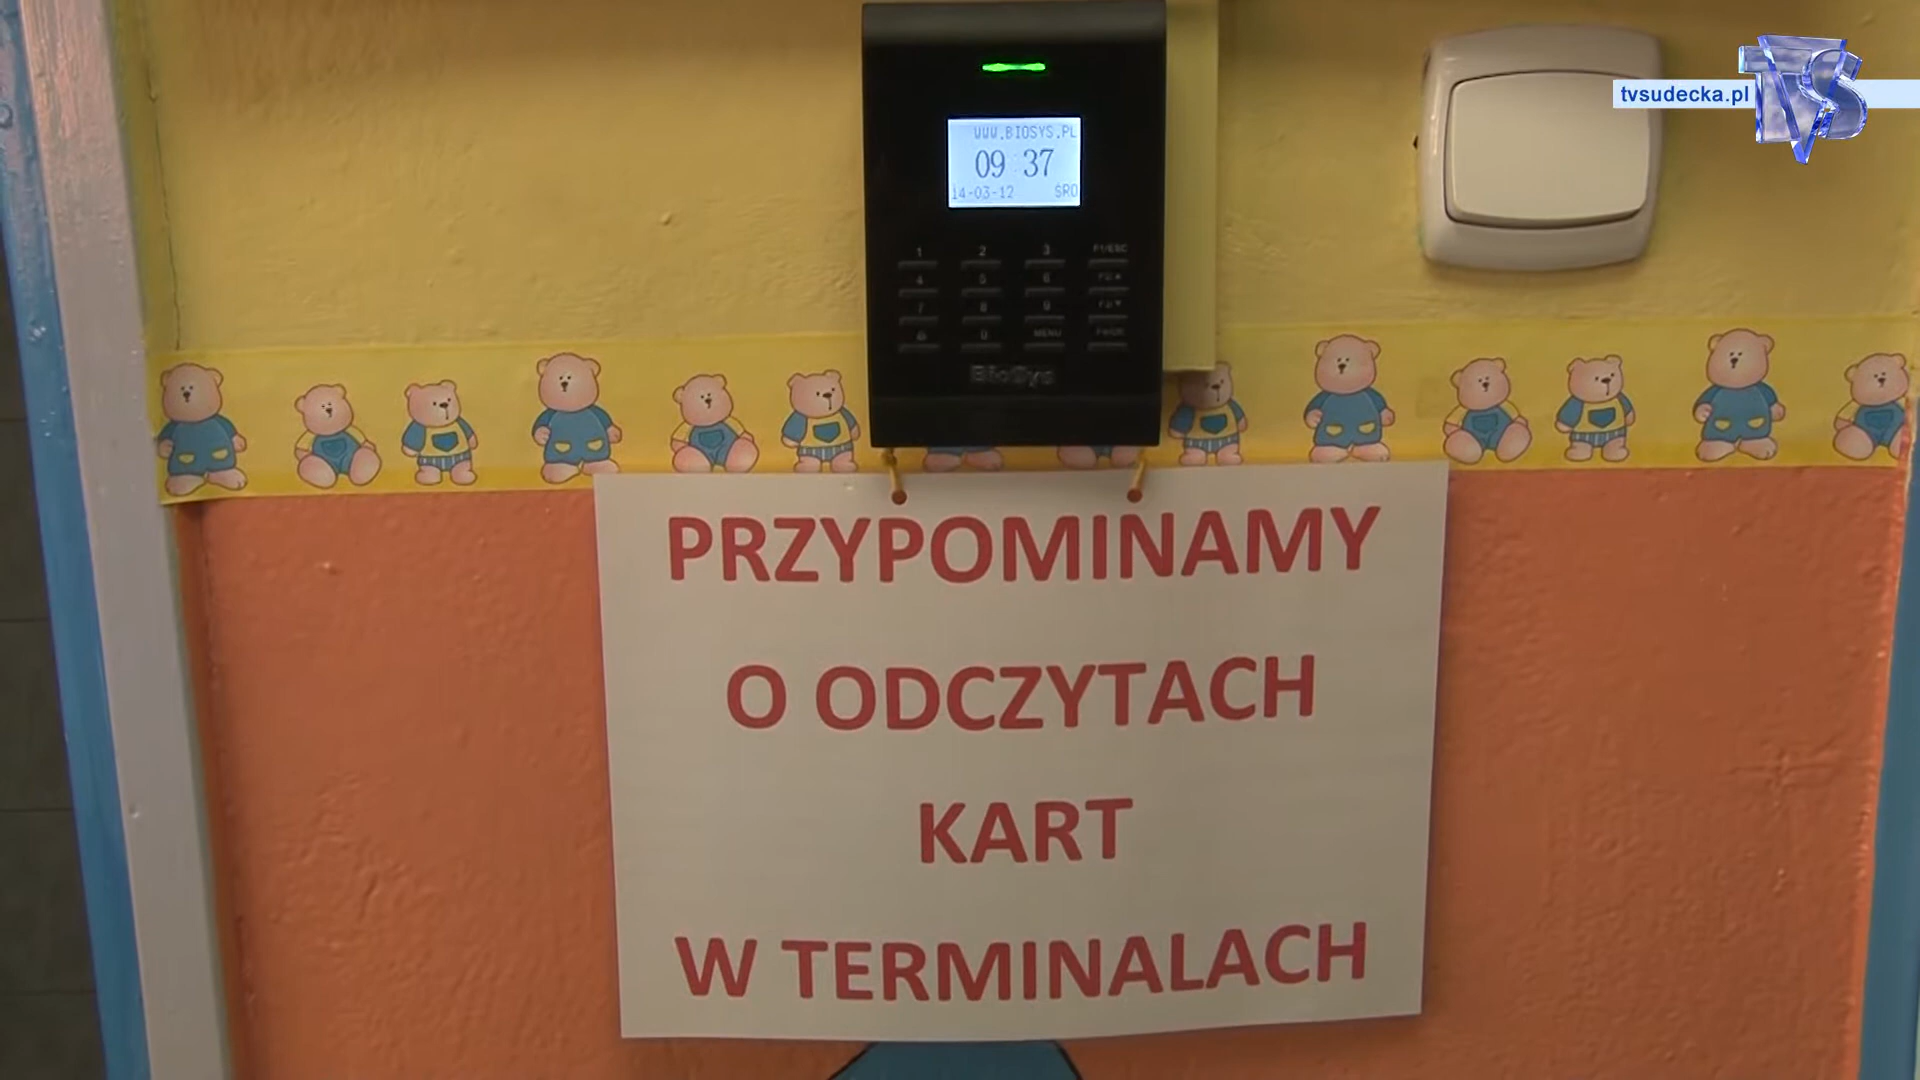 tvsudecka.pl
TVS
WWW.BIOSYS.PL
09:37
14-03-12 ŚRO
1 2 3 F1/ESC
4 5 6
7 8 9
0 MENU
BioSys
PRZYPOMINAMY
O ODCZYTACH
KART
W TERMINALACH